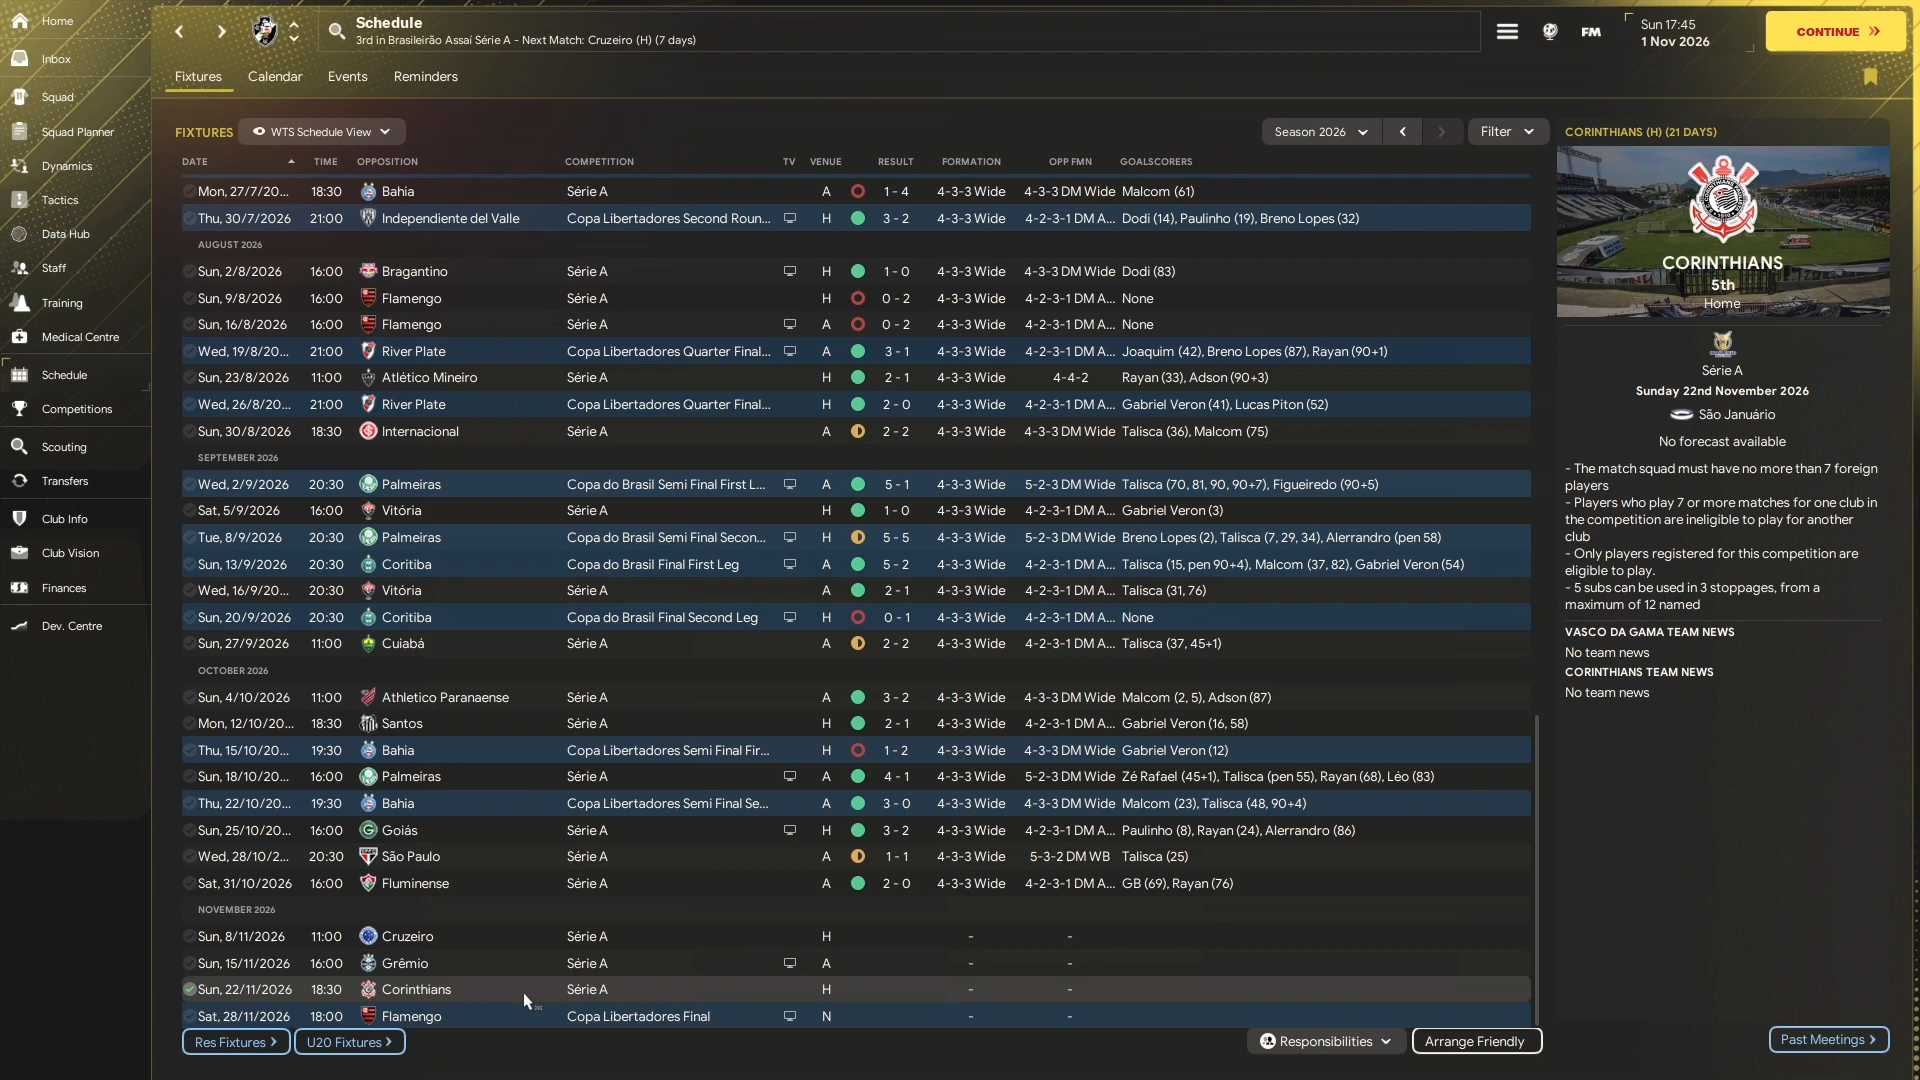 Home
Inbox
Squad
Squad Planner
Dynamics
Tactics
Data Hub
Staff
Training
Medical Centre
Schedule
Competitions
Scouting
Transfers
Club Info
Club Vision
Finances
Dev. Centre
Schedule
3rd in Brasileirão Assaí Série A - Next Match: Cruzeiro (H) (7 days)
FM
Sun 17:45
1 Nov 2026
CONTINUE
Fixtures Calendar Events Reminders
FIXTURES WTS Schedule View Season 2026 Filter
DATE TIME OPPOSITION COMPETITION TV VENUE RESULT FORMATION OPP FMN GOALSCORERS
Mon, 27/7/20... 18:30 Bahia Série A A 1 - 4 4-3-3 Wide 4-3-3 DM Wide Malcom (61)
Thu, 30/7/2026 21:00 Independiente del Valle Copa Libertadores Second Roun... H 3 - 2 4-3-3 Wide 4-2-3-1 DM A... Dodi (14), Paulinho (19), Breno Lopes (32)
AUGUST 2026
Sun, 2/8/2026 16:00 Bragantino Série A H 1 - 0 4-3-3 Wide 4-3-3 DM Wide Dodi (83)
Sun, 9/8/2026 16:00 Flamengo Série A H 0 - 2 4-3-3 Wide 4-2-3-1 DM A... None
Sun, 16/8/2026 16:00 Flamengo Série A A 0 - 2 4-3-3 Wide 4-2-3-1 DM A... None
Wed, 19/8/20... 21:00 River Plate Copa Libertadores Quarter Final... A 3 - 1 4-3-3 Wide 4-2-3-1 DM A... Joaquim (42), Breno Lopes (87), Rayan (90+1)
Sun, 23/8/2026 11:00 Atlético Mineiro Série A H 2 - 1 4-3-3 Wide 4-4-2 Rayan (33), Adson (90+3)
Wed, 26/8/20... 21:00 River Plate Copa Libertadores Quarter Final... H 2 - 0 4-3-3 Wide 4-2-3-1 DM A... Gabriel Veron (41), Lucas Piton (52)
Sun, 30/8/2026 18:30 Internacional Série A A 2 - 2 4-3-3 Wide 4-3-3 DM Wide Talisca (36), Malcom (75)
SEPTEMBER 2026
Wed, 2/9/2026 20:30 Palmeiras Copa do Brasil Semi Final First L... A 5 - 1 4-3-3 Wide 5-2-3 DM Wide Talisca (70, 81, 90, 90+7), Figueiredo (90+5)
Sat, 5/9/2026 16:00 Vitória Série A H 1 - 0 4-3-3 Wide 4-2-3-1 DM A... Gabriel Veron (3)
Tue, 8/9/2026 20:30 Palmeiras Copa do Brasil Semi Final Secon... H 5 - 5 4-3-3 Wide 5-2-3 DM Wide Breno Lopes (2), Talisca (7, 29, 34), Alerrandro (pen 58)
Sun, 13/9/2026 20:30 Coritiba Copa do Brasil Final First Leg A 5 - 2 4-3-3 Wide 4-2-3-1 DM A... Talisca (15, pen 90+4), Malcom (37, 82), Gabriel Veron (54)
Wed, 16/9/20... 20:30 Vitória Série A A 2 - 1 4-3-3 Wide 4-2-3-1 DM A... Talisca (31, 76)
Sun, 20/9/2026 20:30 Coritiba Copa do Brasil Final Second Leg H 0 - 1 4-3-3 Wide 4-2-3-1 DM A... None
Sun, 27/9/2026 11:00 Cuiabá Série A A 2 - 2 4-3-3 Wide 4-2-3-1 DM A... Talisca (37, 45+1)
OCTOBER 2026
Sun, 4/10/2026 11:00 Athletico Paranaense Série A A 3 - 2 4-3-3 Wide 4-3-3 DM Wide Malcom (2, 5), Adson (87)
Mon, 12/10/20... 18:30 Santos Série A H 2 - 1 4-3-3 Wide 4-2-3-1 DM A... Gabriel Veron (16, 58)
Thu, 15/10/20... 19:30 Bahia Copa Libertadores Semi Final Fir... H 1 - 2 4-3-3 Wide 4-3-3 DM Wide Gabriel Veron (12)
Sun, 18/10/20... 16:00 Palmeiras Série A A 4 - 1 4-3-3 Wide 5-2-3 DM Wide Zé Rafael (45+1), Talisca (pen 55), Rayan (68), Léo (83)
Thu, 22/10/20... 19:30 Bahia Copa Libertadores Semi Final Se... A 3 - 0 4-3-3 Wide 4-3-3 DM Wide Malcom (23), Talisca (48, 90+4)
Sun, 25/10/20... 16:00 Goiás Série A H 3 - 2 4-3-3 Wide 4-2-3-1 DM A... Paulinho (8), Rayan (24), Alerrandro (86)
Wed, 28/10/2... 20:30 São Paulo Série A A 1 - 1 4-3-3 Wide 5-3-2 DM WB Talisca (25)
Sat, 31/10/2026 16:00 Fluminense Série A A 2 - 0 4-3-3 Wide 4-2-3-1 DM A... GB (69), Rayan (76)
NOVEMBER 2026
Sun, 8/11/2026 11:00 Cruzeiro Série A H - -
Sun, 15/11/2026 16:00 Grêmio Série A A - -
Sun, 22/11/2026 18:30 Corinthians Série A H - -
Sat, 28/11/2026 18:00 Flamengo Copa Libertadores Final N - -
Res Fixtures U20 Fixtures Responsibilities Arrange Friendly
CORINTHIANS (H) (21 DAYS)
CORINTHIANS
5th
Home
Série A
Sunday 22nd November 2026
São Januário
No forecast available
- The match squad must have no more than 7 foreign
players
- Players who play 7 or more matches for one club in
the competition are ineligible to play for another
club
- Only players registered for this competition are
eligible to play.
- 5 subs can be used in 3 stoppages, from a
maximum of 12 named
VASCO DA GAMA TEAM NEWS
No team news
CORINTHIANS TEAM NEWS
No team news
Past Meetings